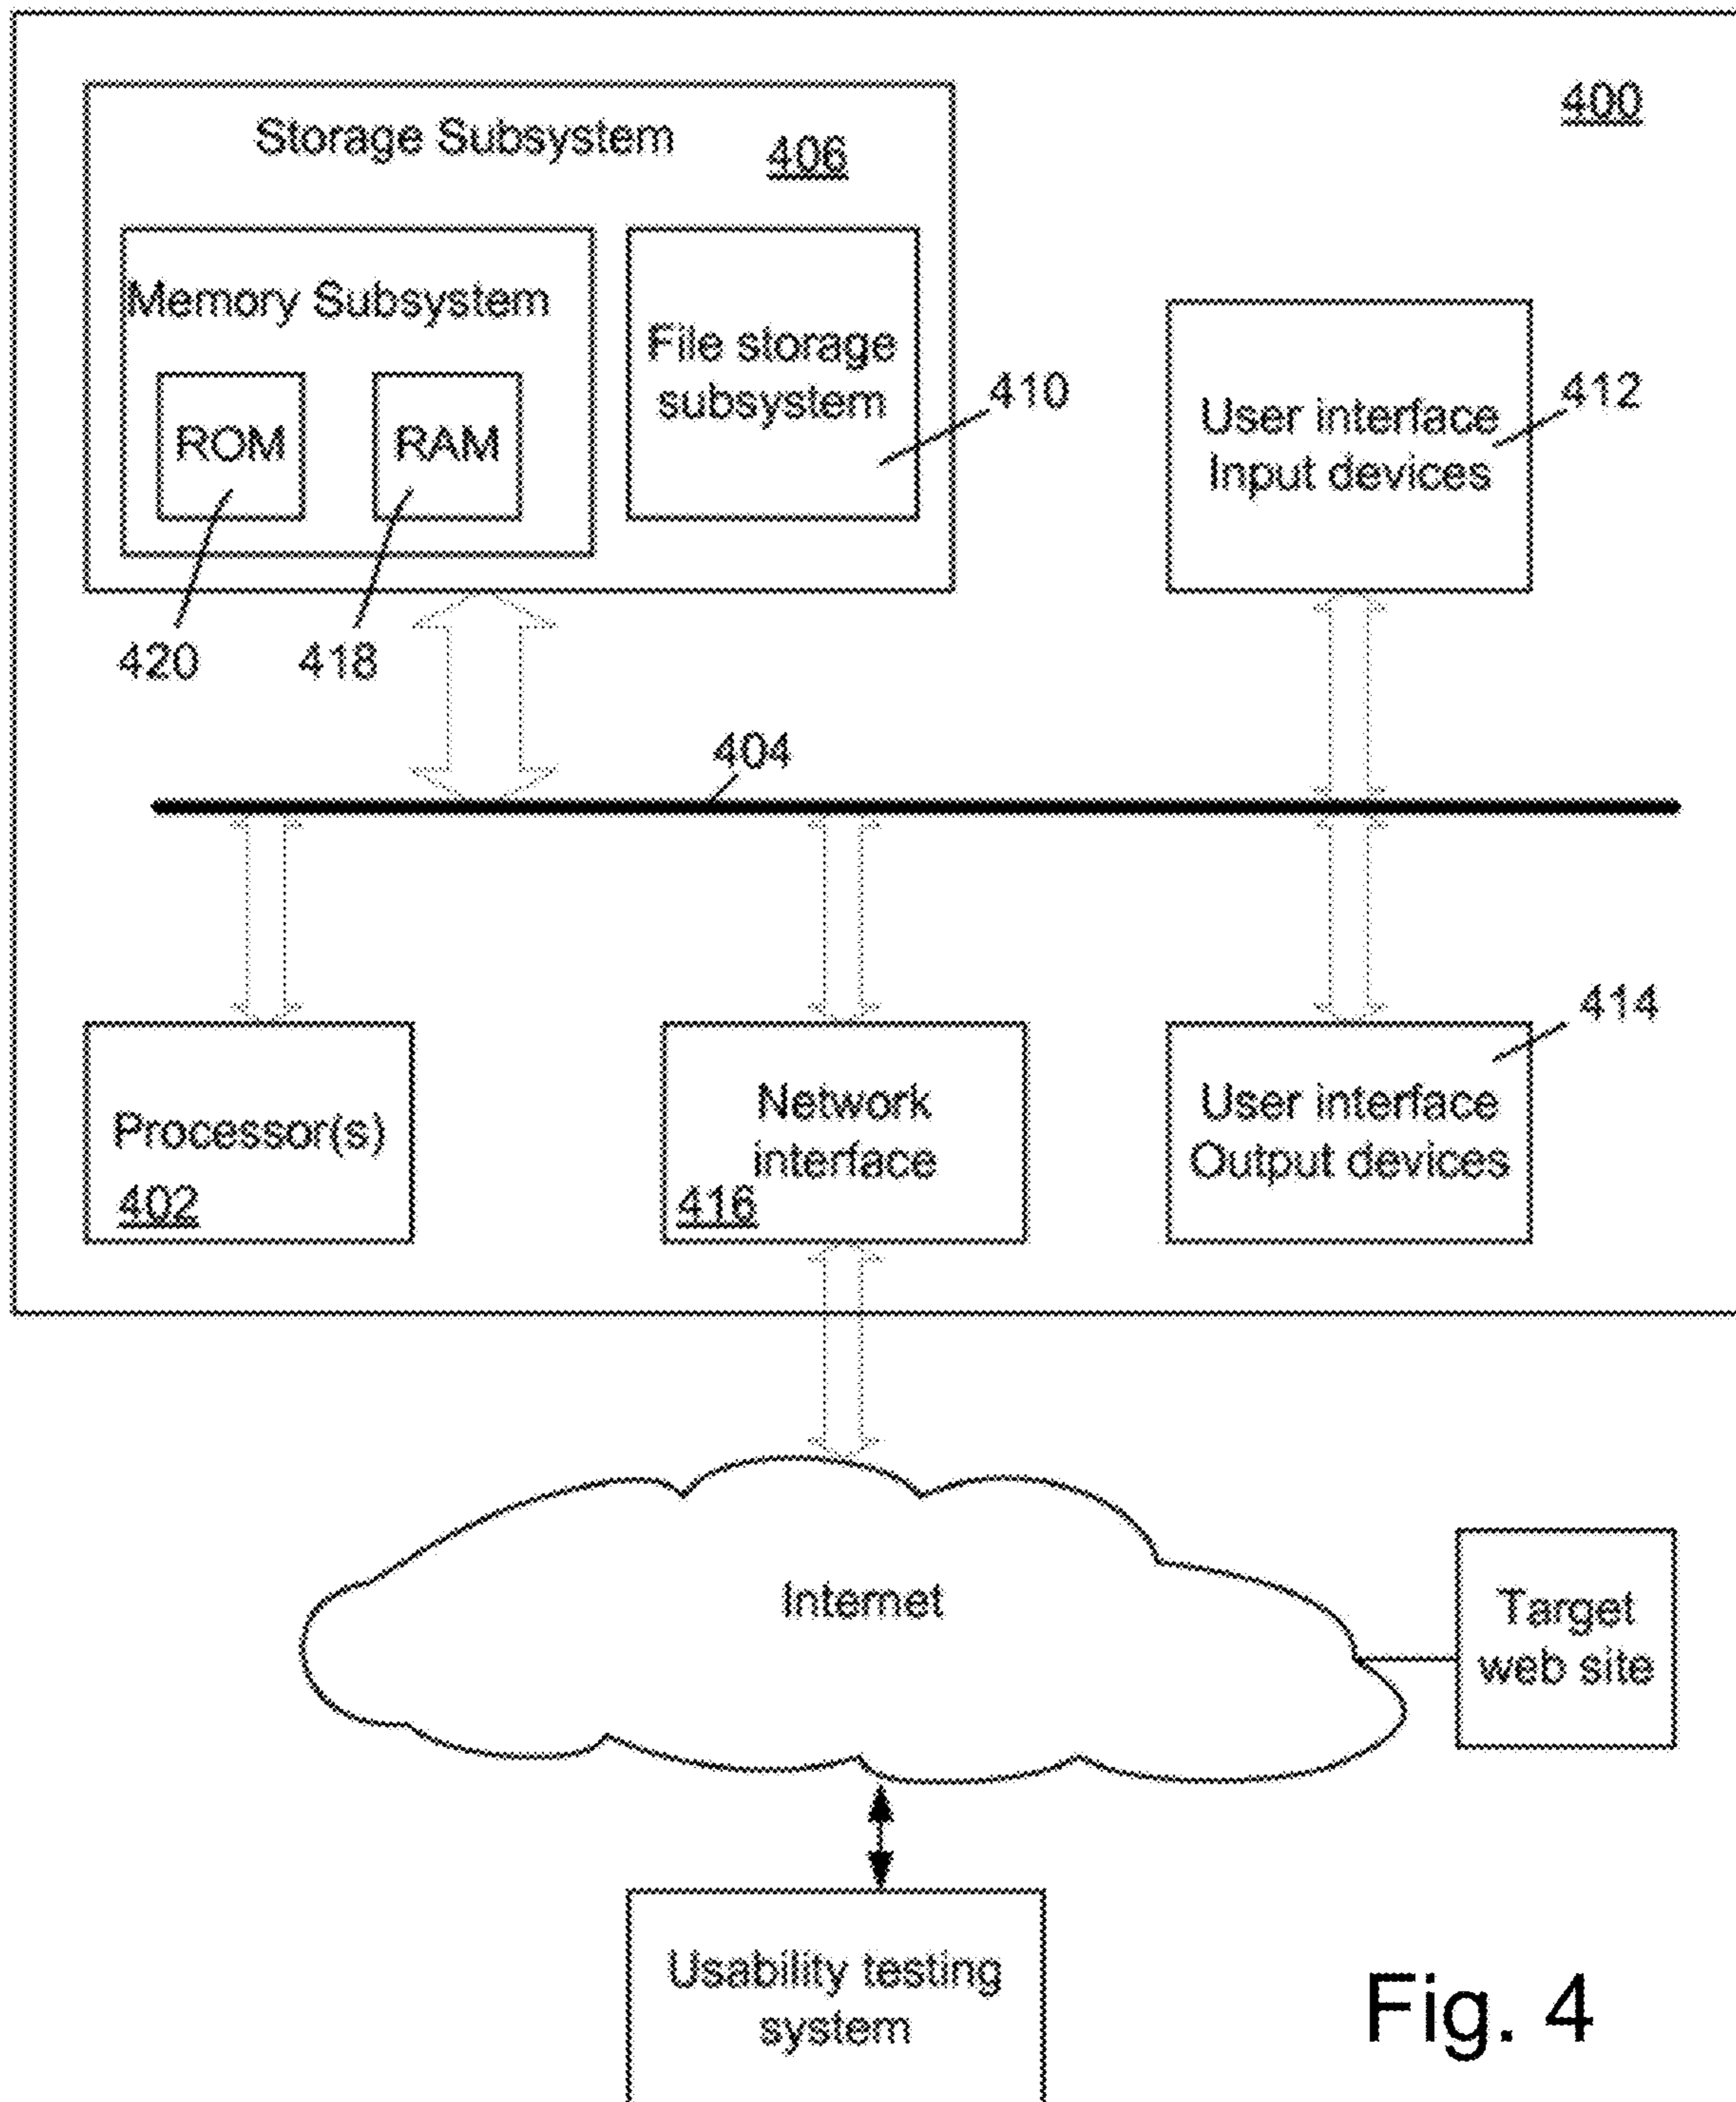 400
Storage Subsystem
406
Memory Subsystem
File storage
subsystem
ROM
RAM
410
User interface
Input devices
412
420
418
404
414
Processor(s)
402
Network
interface
416
User interface
Output devices
Internet
Target
web site
Usability testing
system
Fig. 4